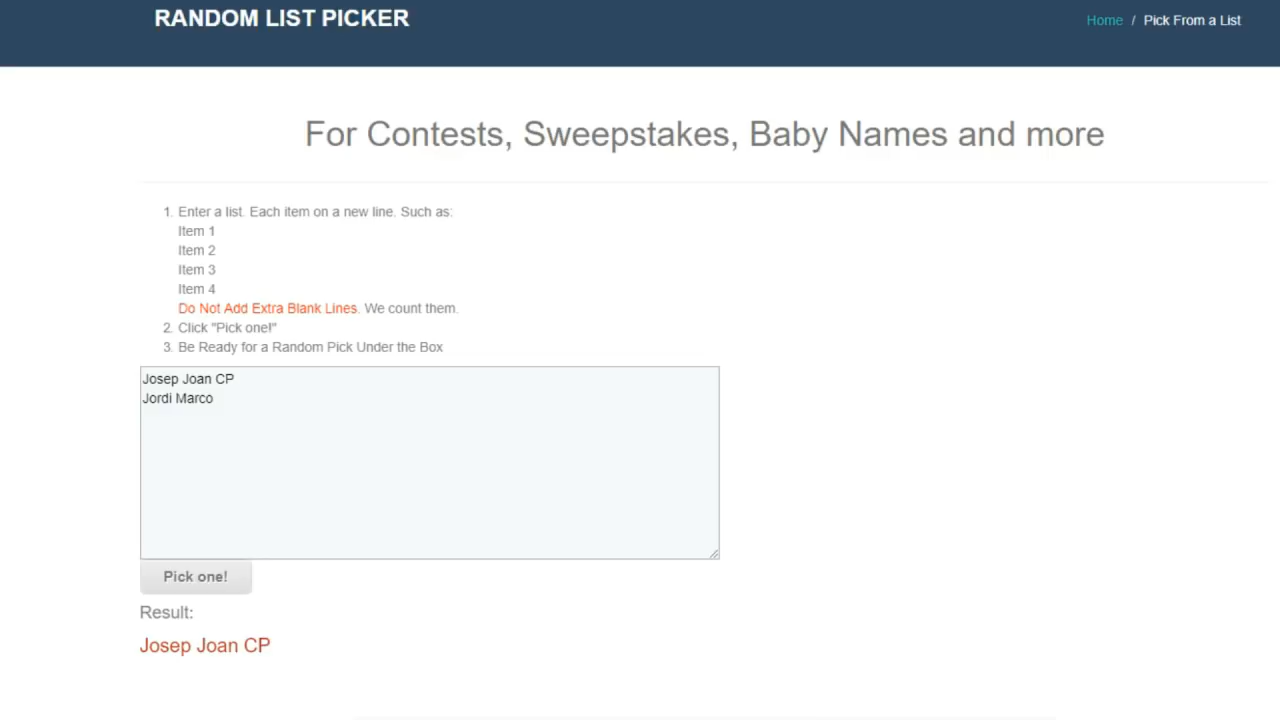 RANDOM LIST PICKER
Home / Pick From a List
For Contests, Sweepstakes, Baby Names and more
1. Enter a list. Each item on a new line. Such as:
Item 1
Item 2
Item 3
Item 4
Do Not Add Extra Blank Lines. We count them.
2. Click "Pick one!"
3. Be Ready for a Random Pick Under the Box
Josep Joan CP
Jordi Marco
Pick one!
Result:
Josep Joan CP